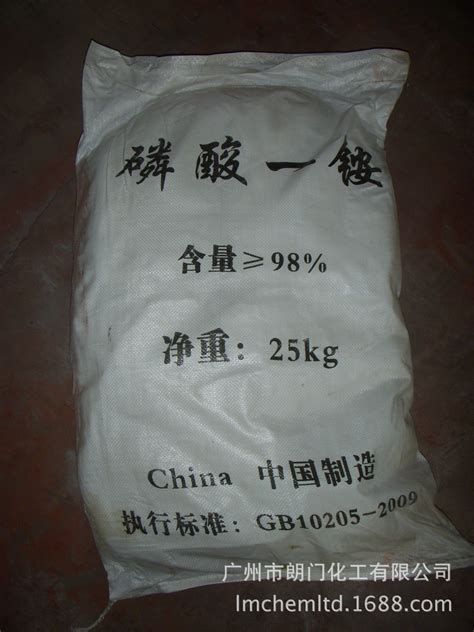 磷酸一铵
含量≥98%
净重：25kg
China 中国制造
执行标准：GB10205-2009
广州市朗门化工有限公司
lmchemltd.1688.com